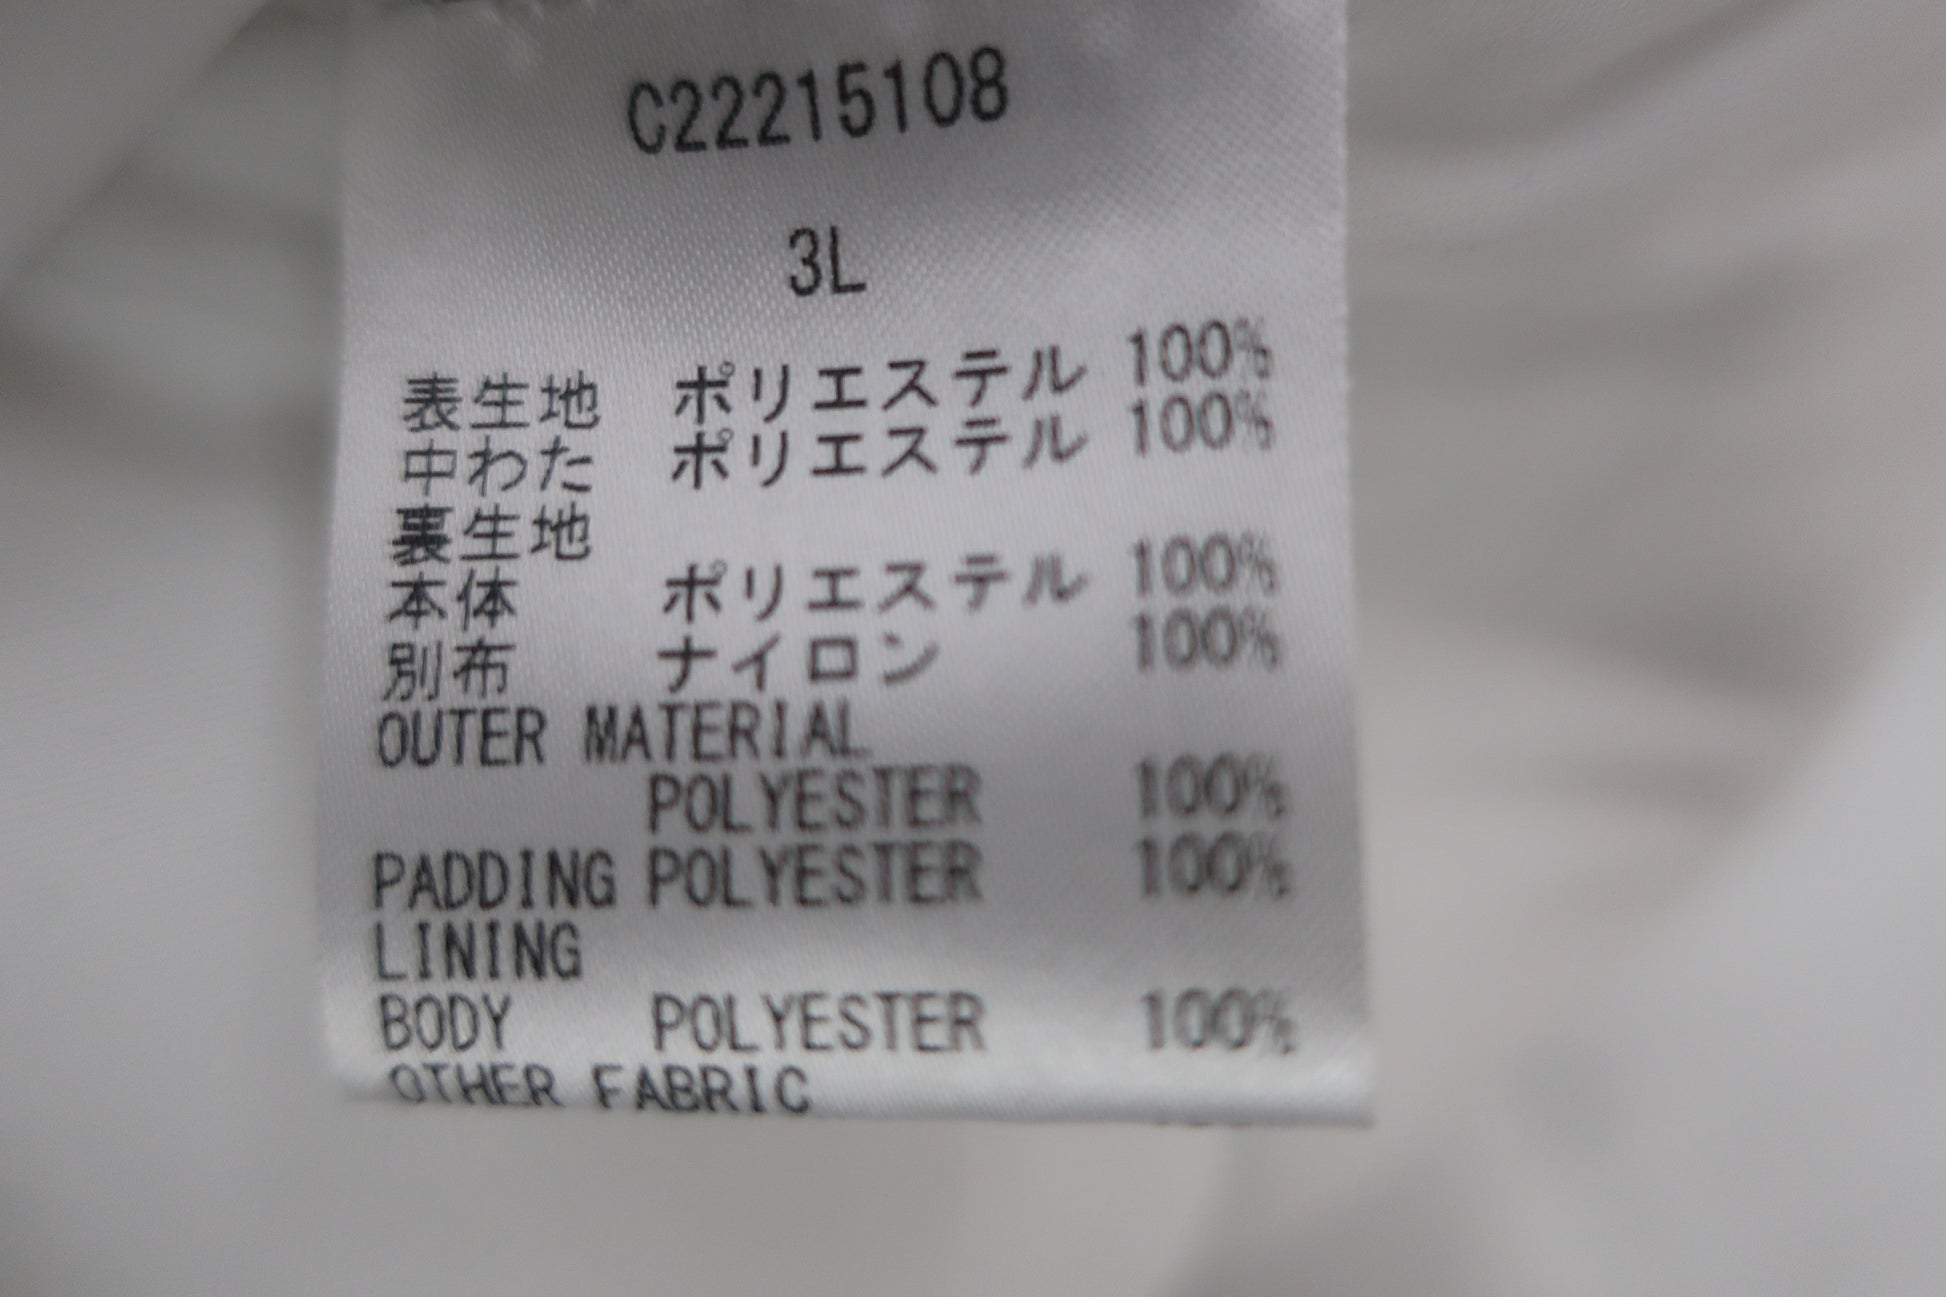 C22215108
3L
表生地 ポリエステル 100%
中わた ポリエステル 100%
裏生地
本体 ポリエステル 100%
別布 ナイロン 100%
OUTER MATERIAL
POLYESTER 100%
PADDING POLYESTER 100%
LINING
BODY POLYESTER 100%
OTHER FABRIC